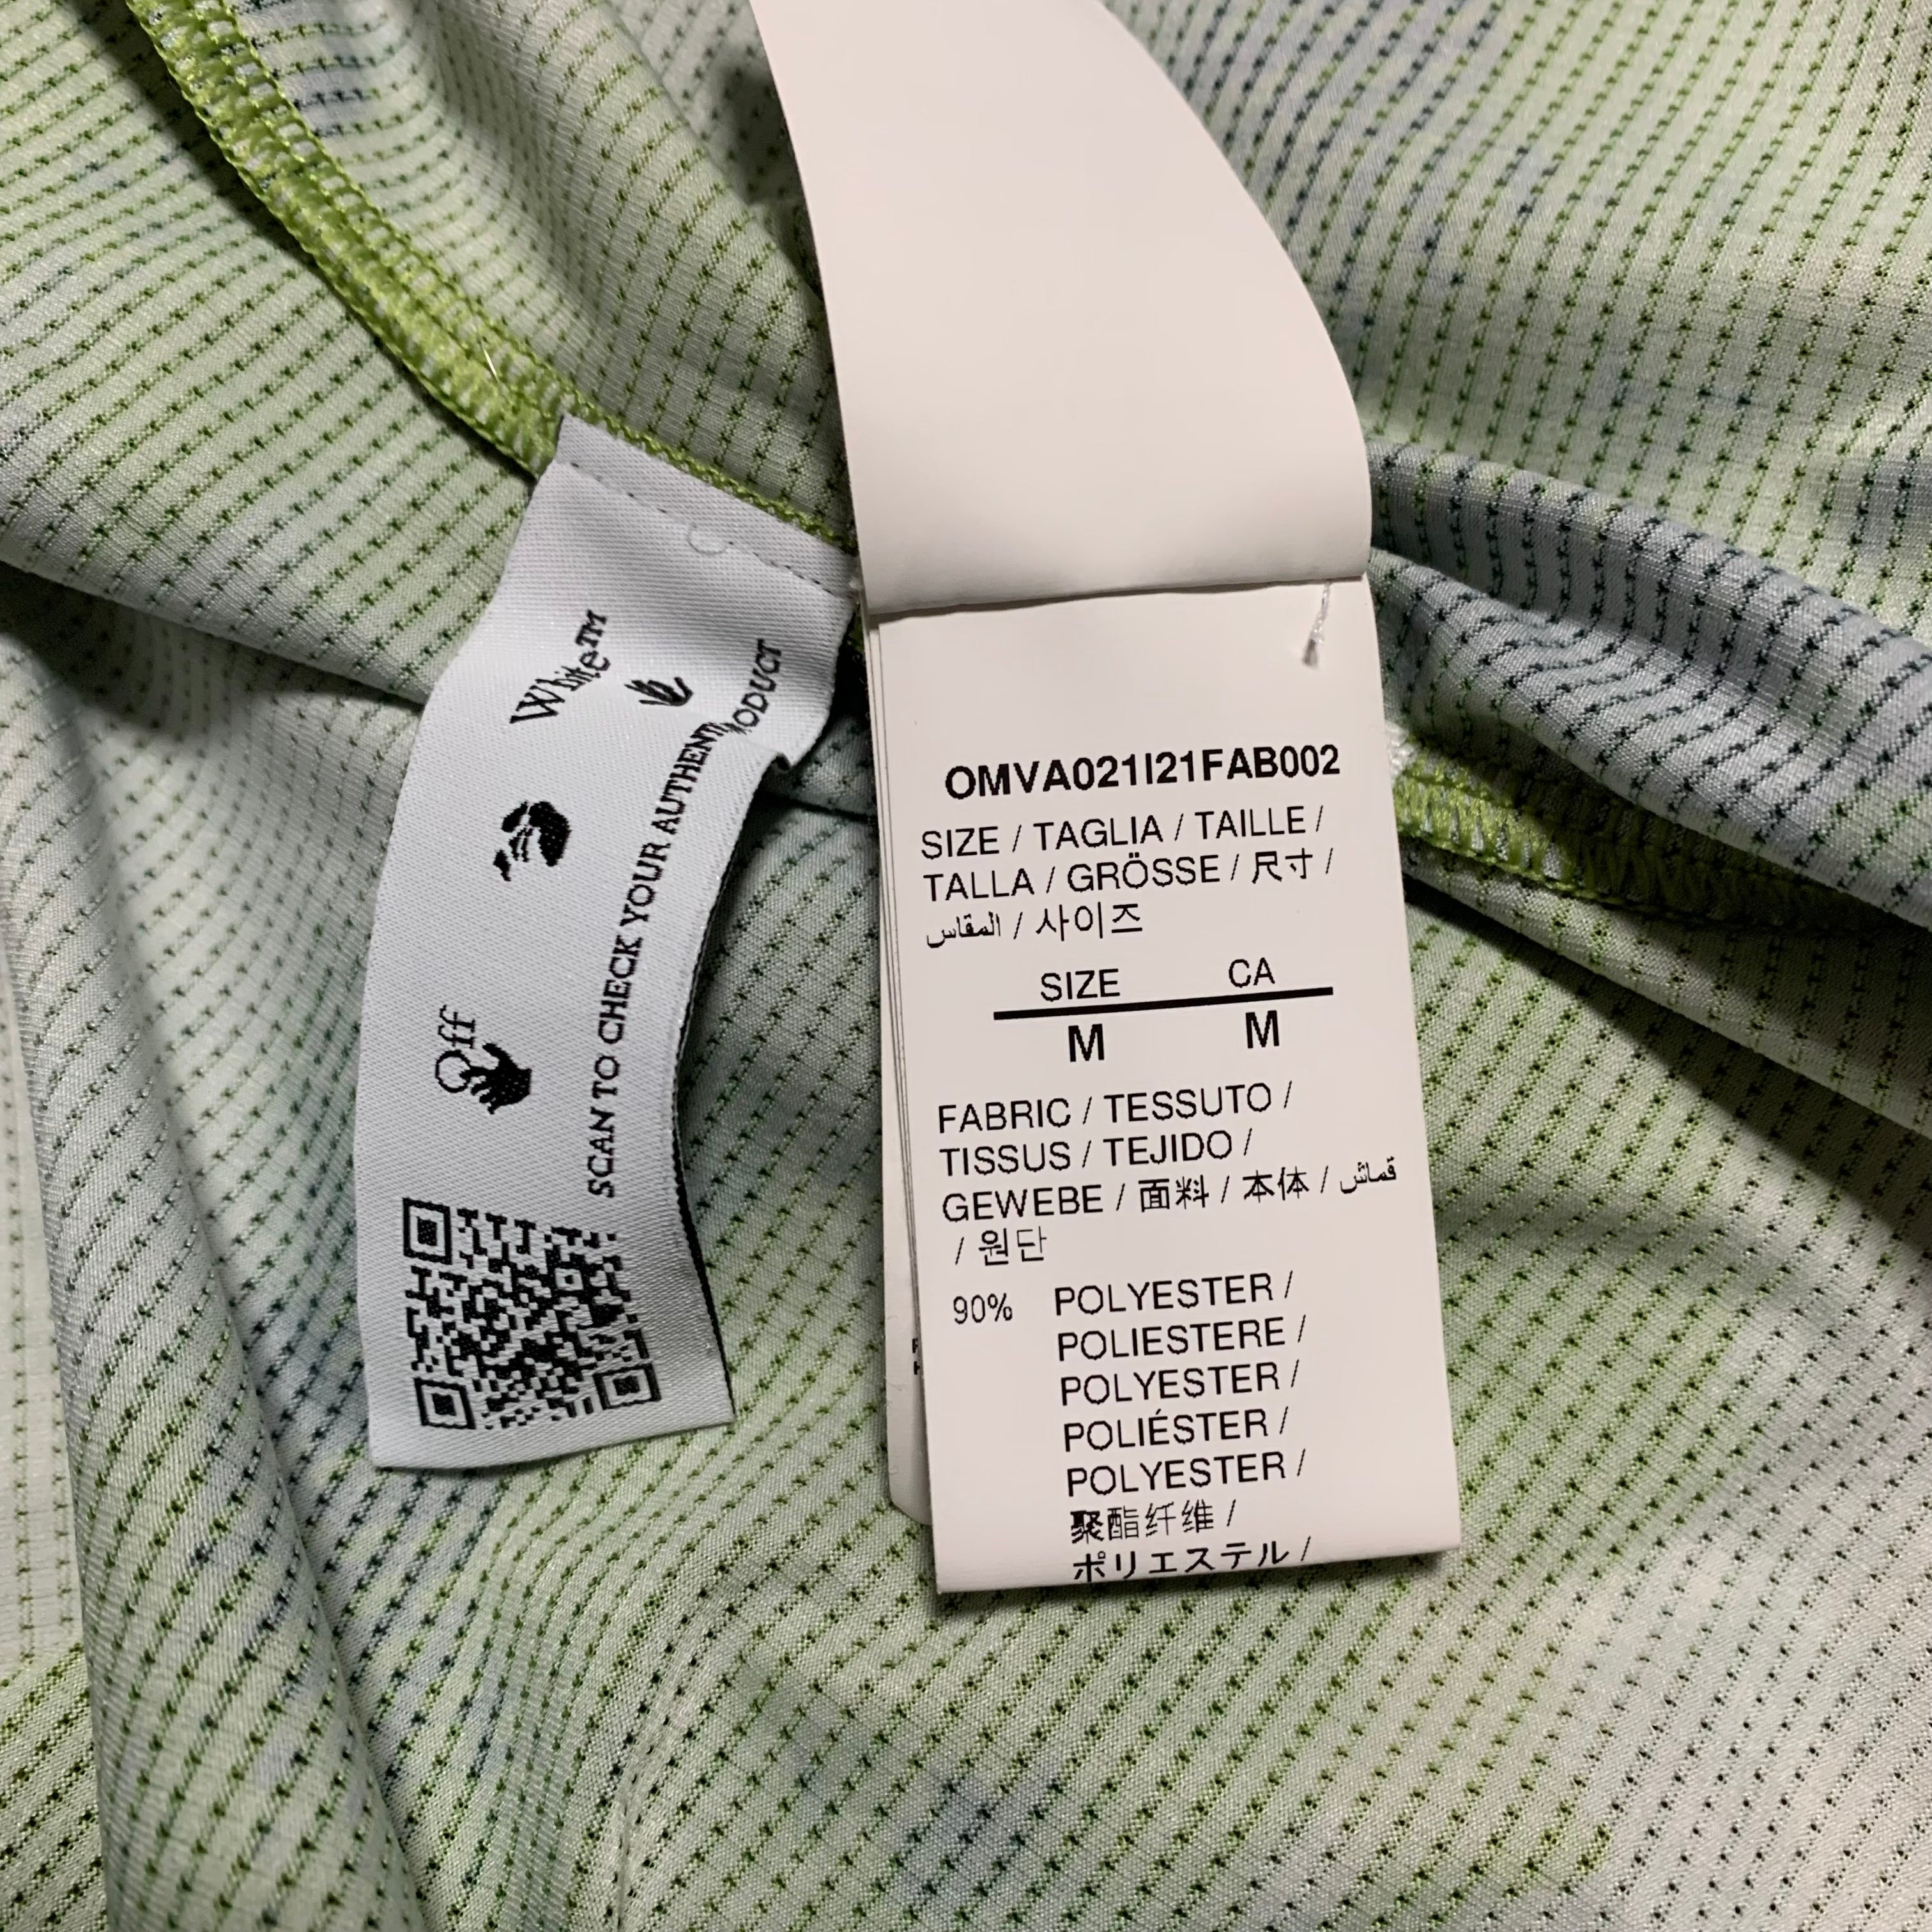 Off
White™
SCAN TO CHECK YOUR AUTHENTI
RODUCT
OMVA021I21FAB002
SIZE / TAGLIA / TAILLE /
TALLA / GRÖSSE / 尺寸 /
المقاس / 사이즈
SIZE CA
M M
FABRIC / TESSUTO /
TISSUS / TEJIDO /
GEWEBE / 面料 / 本体 / قماش
/ 원단
90% POLYESTER /
POLIESTERE /
POLYESTER /
POLIÉSTER /
POLYESTER /
聚酯纤维 /
ポリエステル /